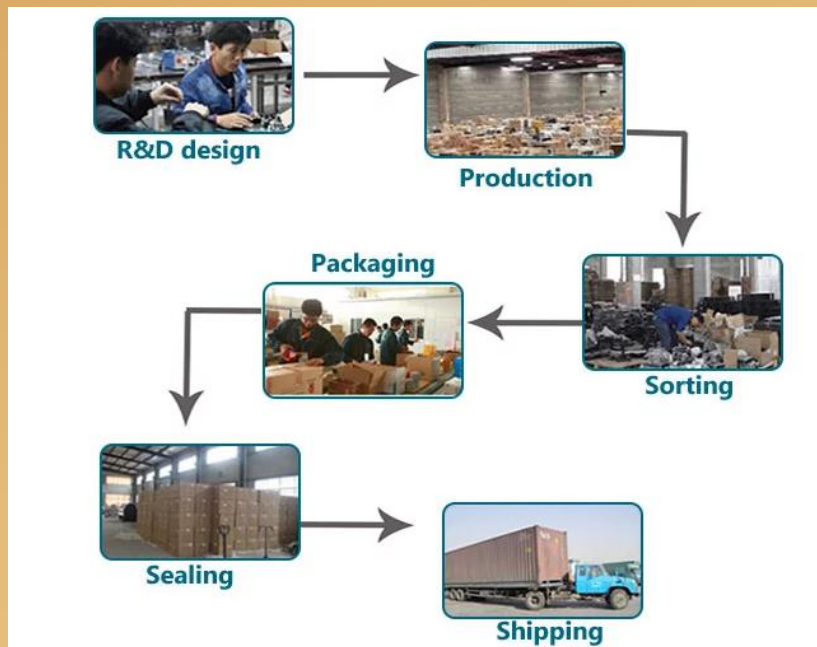 R&D design
Production
Sorting
Packaging
Sealing
Shipping